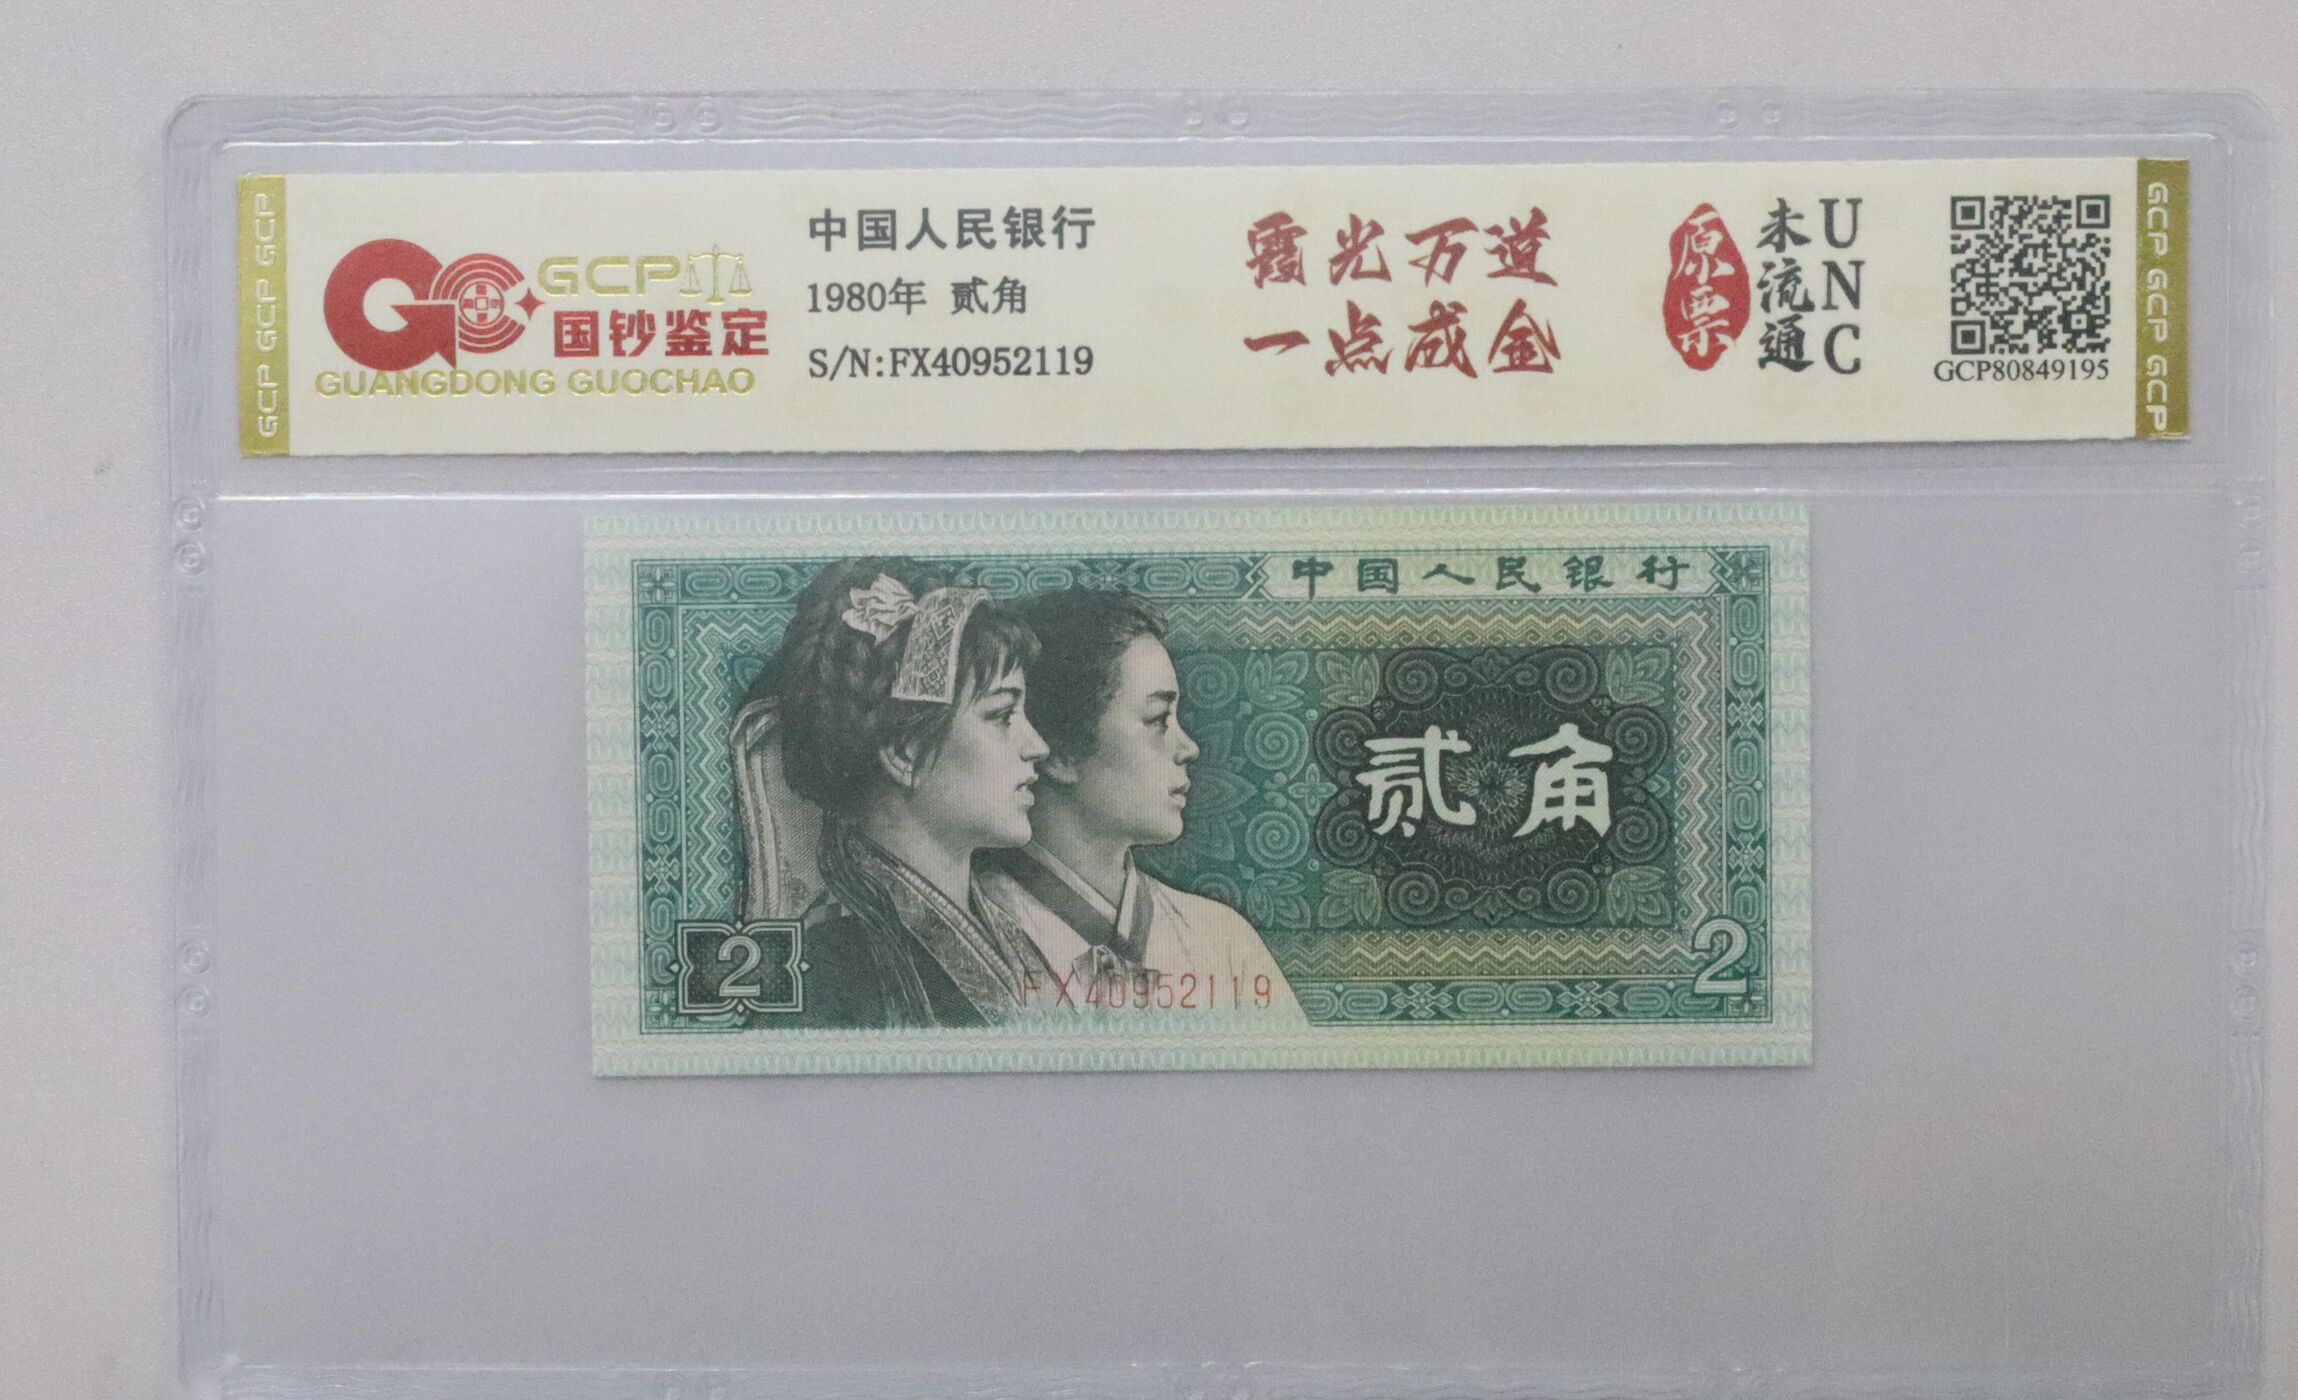 GCP GCP GCP
GCP
国钞鉴定
GUANGDONG GUOCHAO
中国人民银行
1980年 贰角
S/N:FX40952119
霞光万道
一点成金
原票
未流通
UNC
GCP80849195
GCP GCP GCP
中国人民银行
贰角
2
2
FX40952119